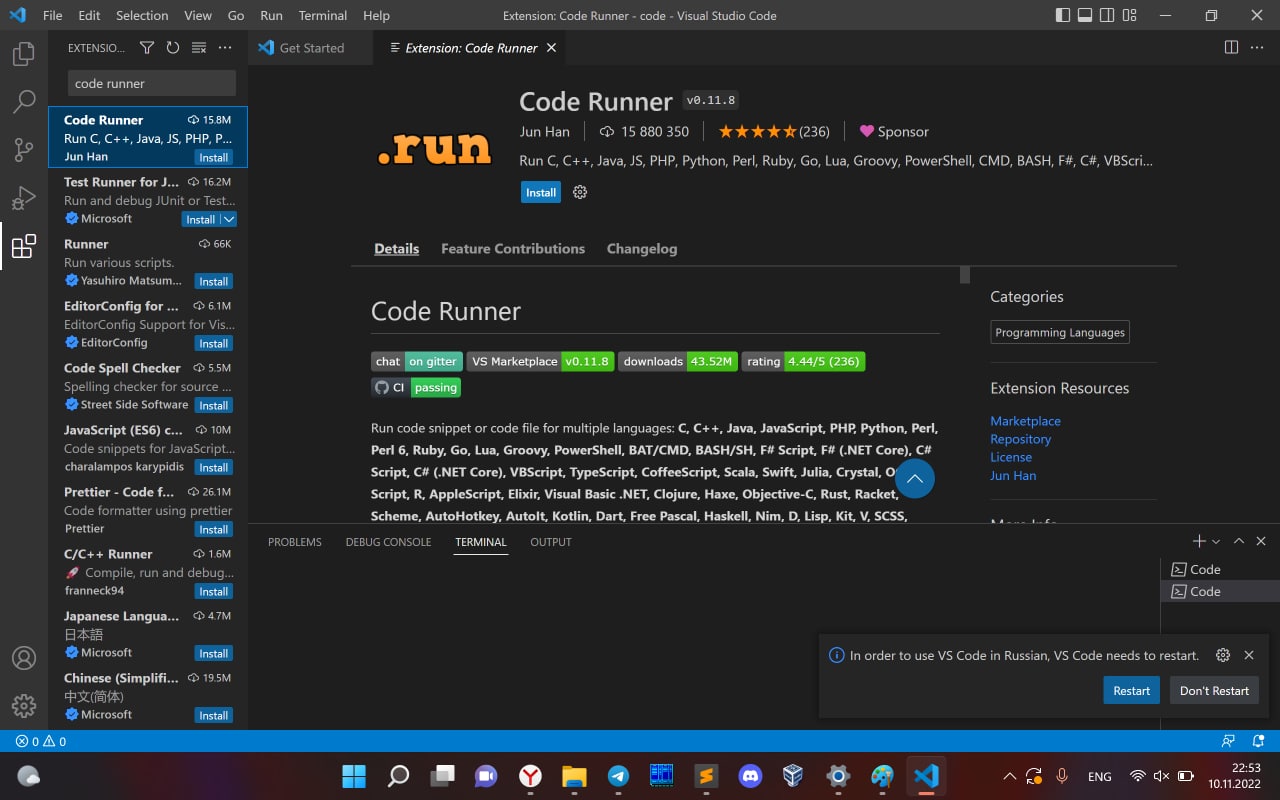 File Edit Selection View Go Run Terminal Help
Extension: Code Runner - code - Visual Studio Code
EXTENSIO...
Get Started
Extension: Code Runner
code runner
Code Runner 15.8M
Run C, C++, Java, JS, PHP, P...
Jun Han Install
Test Runner for J... 16.2M
Run and debug JUnit or Test...
Microsoft Install
Runner 66K
Run various scripts.
Yasuhiro Matsum... Install
EditorConfig for ... 6.1M
EditorConfig Support for Vis...
EditorConfig Install
Code Spell Checker 5.5M
Spelling checker for source ...
Street Side Software Install
JavaScript (ES6) c... 10M
Code snippets for JavaScript...
charalampos karypidis Install
Prettier - Code f... 26.1M
Code formatter using prettier
Prettier Install
C/C++ Runner 1.6M
🚀 Compile, run and debug...
franneck94 Install
Japanese Langua... 4.7M
日本語
Microsoft Install
Chinese (Simplifi... 19.5M
中文(简体)
Microsoft Install
.run
Code Runner v0.11.8
Jun Han 15 880 350 (236) Sponsor
Run C, C++, Java, JS, PHP, Python, Perl, Ruby, Go, Lua, Groovy, PowerShell, CMD, BASH, F#, C#, VBScri...
Install
Details Feature Contributions Changelog
Code Runner
chat on gitter VS Marketplace v0.11.8 downloads 43.52M rating 4.44/5 (236)
CI passing
Run code snippet or code file for multiple languages: C, C++, Java, JavaScript, PHP, Python, Perl,
Perl 6, Ruby, Go, Lua, Groovy, PowerShell, BAT/CMD, BASH/SH, F# Script, F# (.NET Core), C#
Script, C# (.NET Core), VBScript, TypeScript, CoffeeScript, Scala, Swift, Julia, Crystal,
Script, R, AppleScript, Elixir, Visual Basic .NET, Clojure, Haxe, Objective-C, Rust, Racket,
Scheme, AutoHotkey, AutoIt, Kotlin, Dart, Free Pascal, Haskell, Nim, D, Lisp, Kit, V, SCSS,
Categories
Programming Languages
Extension Resources
Marketplace
Repository
License
Jun Han
More Info
PROBLEMS DEBUG CONSOLE TERMINAL OUTPUT
Code
Code
In order to use VS Code in Russian, VS Code needs to restart.
Restart Don't Restart
0 0
ENG
22:53
10.11.2022